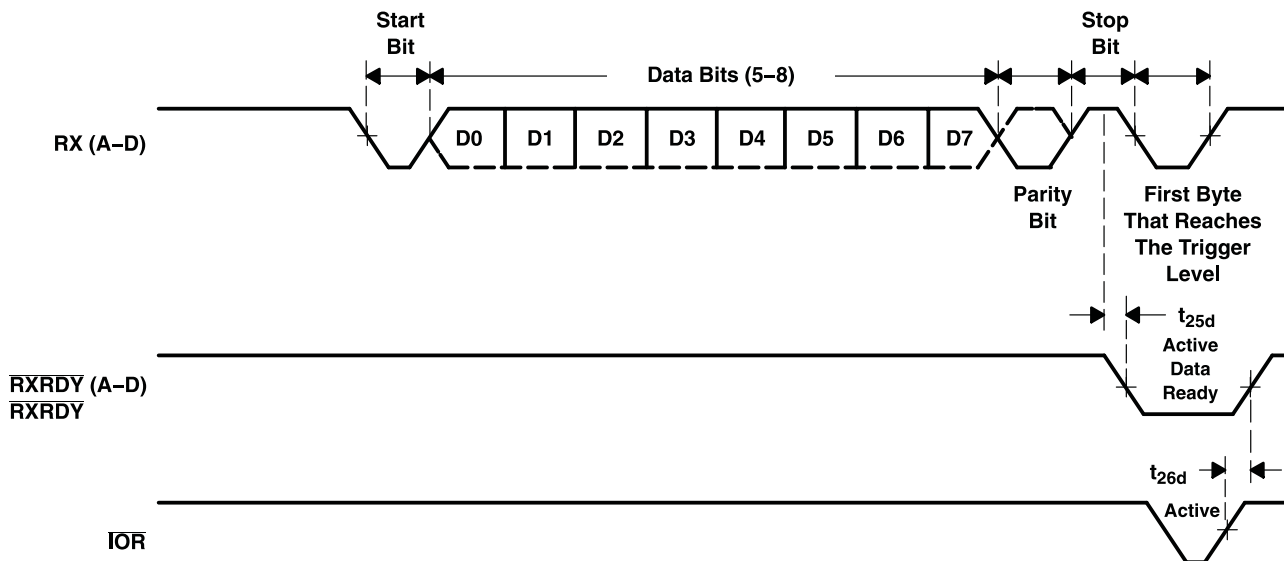 Start
Bit
Stop
Bit
Data Bits (5–8)
RX (A–D)
D0 D1 D2 D3 D4 D5 D6 D7
Parity
Bit
First Byte
That Reaches
The Trigger
Level
t25d
Active
Data
Ready
RXRDY (A–D)
RXRDY
t26d
Active
IOR